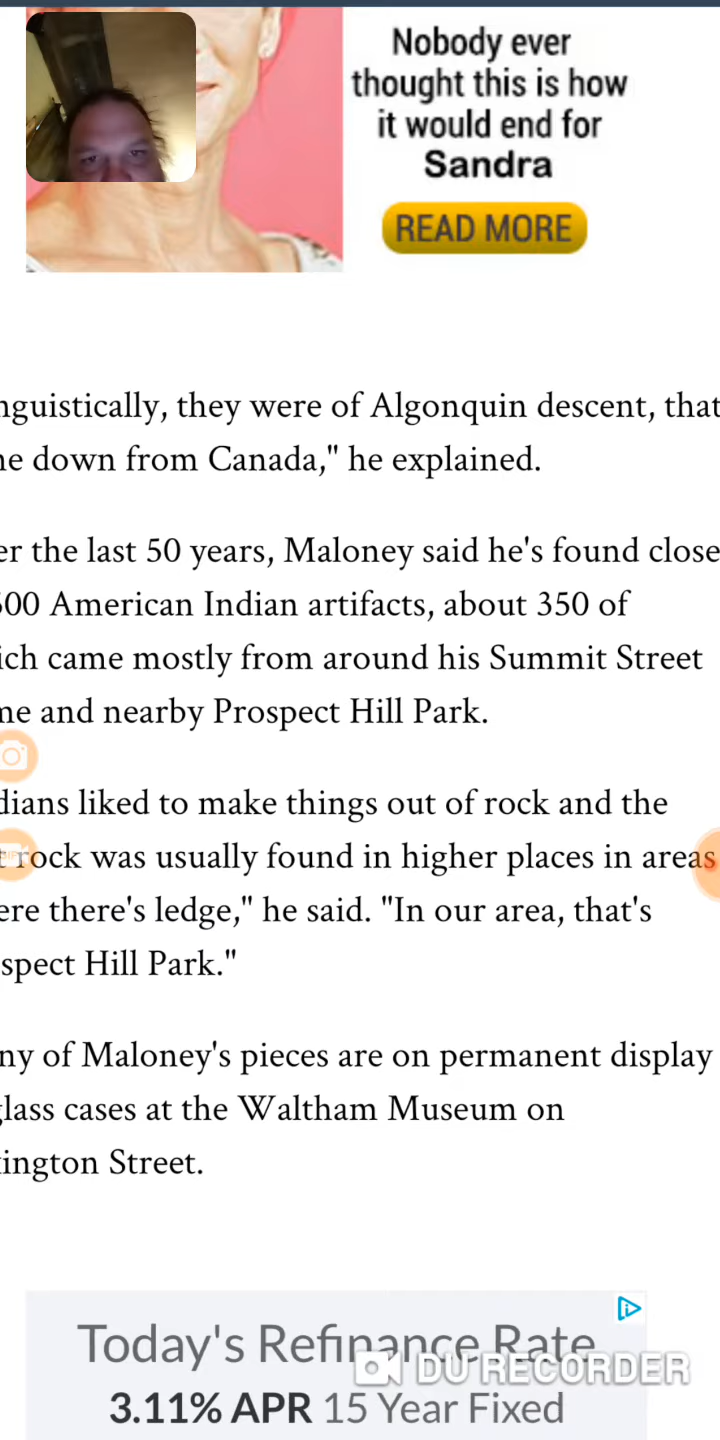 Nobody ever
thought this is how
it would end for
Sandra
READ MORE
nguistically, they were of Algonquin descent, that
ne down from Canada," he explained.
er the last 50 years, Maloney said he's found close
500 American Indian artifacts, about 350 of
ich came mostly from around his Summit Street
me and nearby Prospect Hill Park.
dians liked to make things out of rock and the
t rock was usually found in higher places in areas
ere there's ledge," he said. "In our area, that's
spect Hill Park."
ny of Maloney's pieces are on permanent display
glass cases at the Waltham Museum on
ington Street.
Today's Refinance Rate
DU RECORDER
3.11% APR 15 Year Fixed